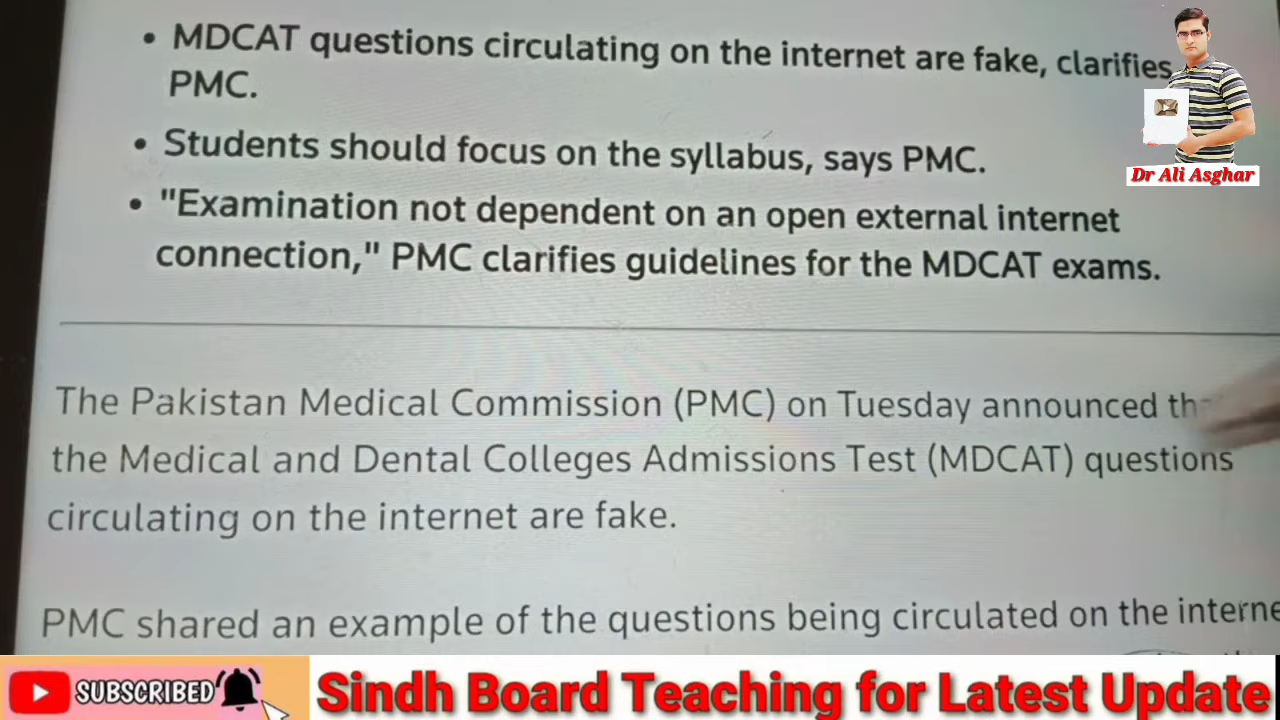 • MDCAT questions circulating on the internet are fake, clarifies
PMC.
• Students should focus on the syllabus, says PMC.
• "Examination not dependent on an open external internet
connection," PMC clarifies guidelines for the MDCAT exams.
Dr Ali Asghar
The Pakistan Medical Commission (PMC) on Tuesday announced
the Medical and Dental Colleges Admissions Test (MDCAT) questions
circulating on the internet are fake.
PMC shared an example of the questions being circulated on the
SUBSCRIBED
Sindh Board Teaching for Latest Update